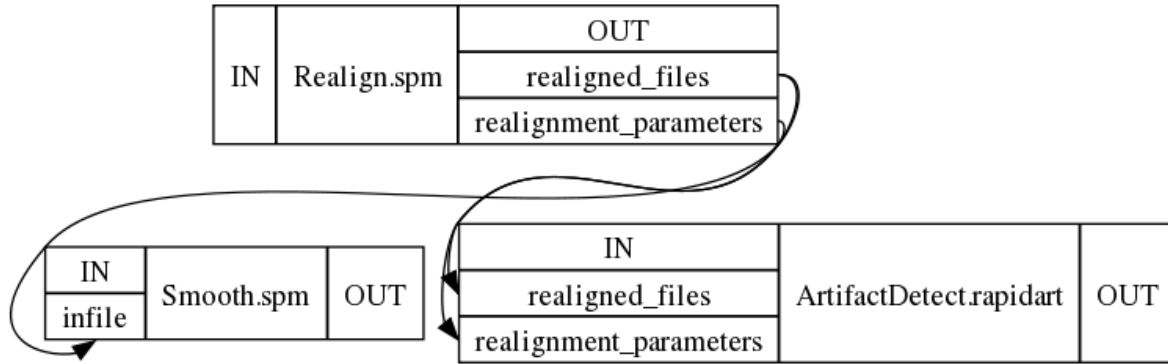 OUT
IN
Realign.spm
realigned_files
realignment_parameters
IN
infile
Smooth.spm
OUT
IN
realigned_files
realignment_parameters
ArtifactDetect.rapidart
OUT